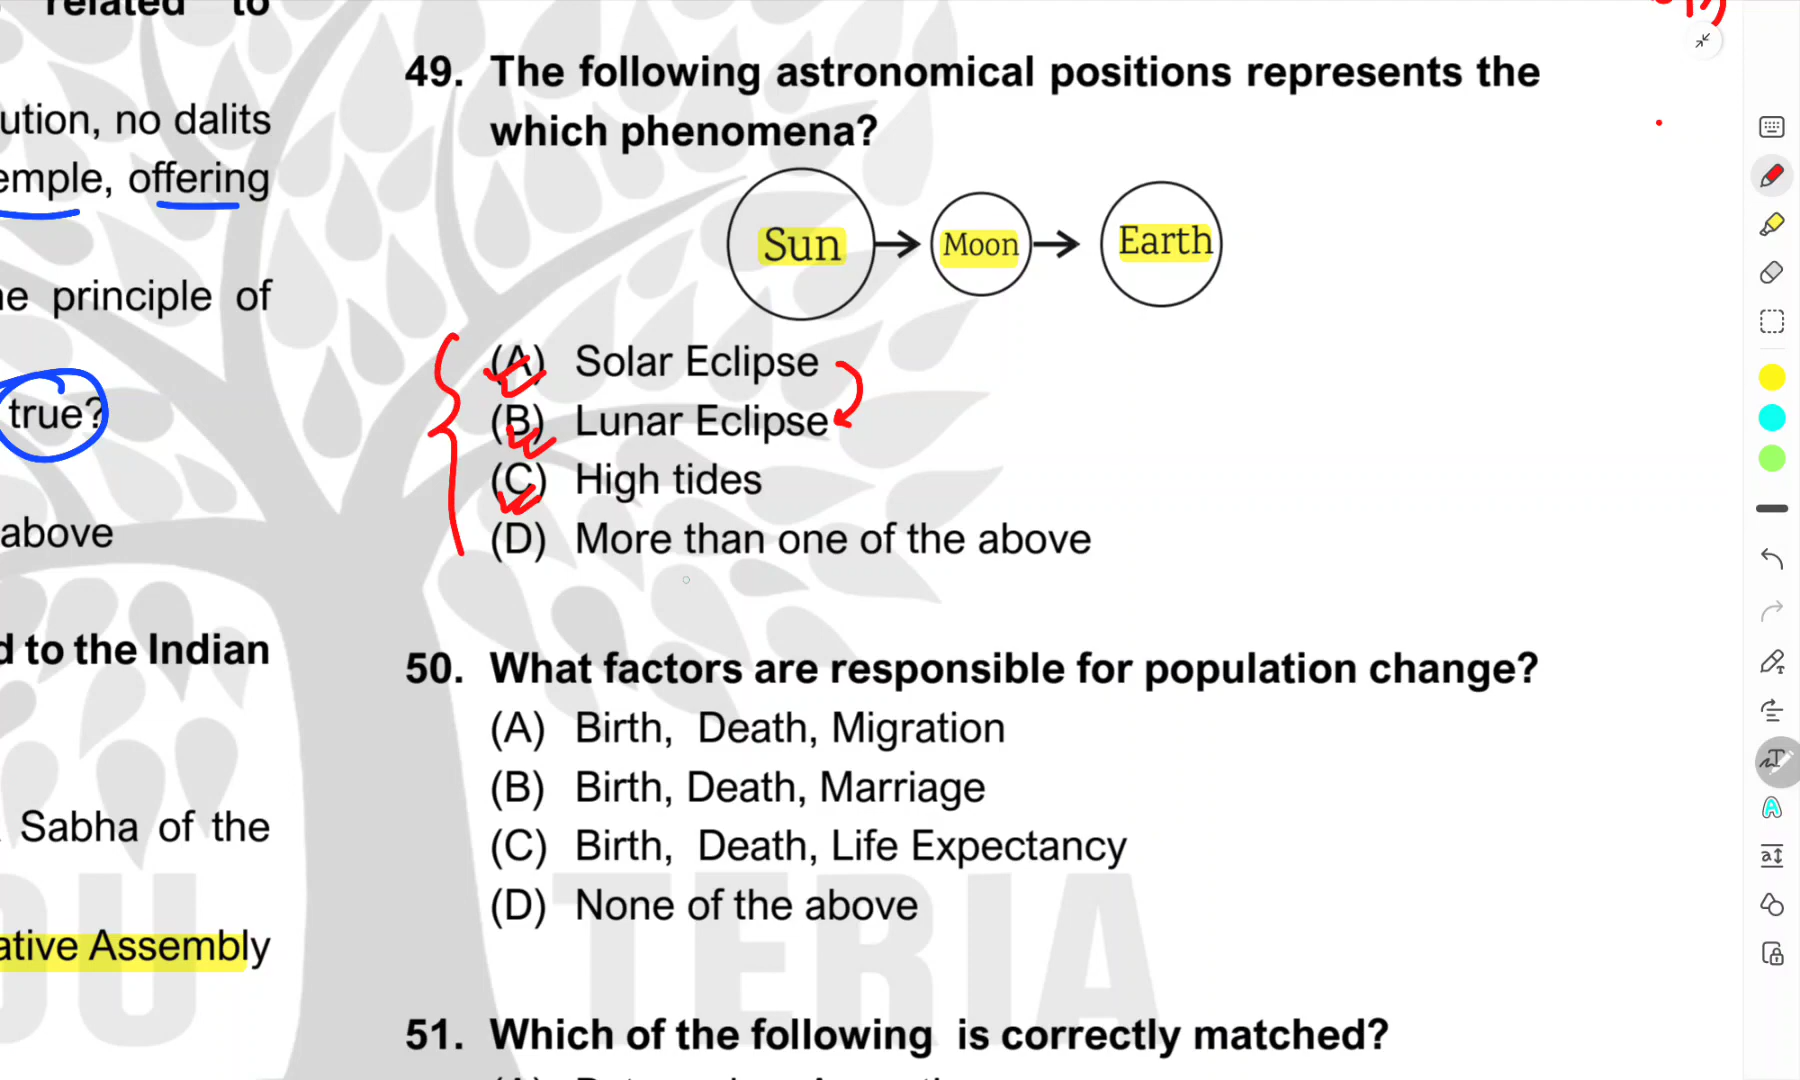 related to
ution, no dalits
emple, offering
e principle of
true?
above
d to the Indian
Sabha of the
ative Assembly
49. The following astronomical positions represents the
which phenomena?
Sun Moon Earth
(A) Solar Eclipse
(B) Lunar Eclipse
(C) High tides
(D) More than one of the above
50. What factors are responsible for population change?
(A) Birth, Death, Migration
(B) Birth, Death, Marriage
(C) Birth, Death, Life Expectancy
(D) None of the above
51. Which of the following is correctly matched?
OU TERIA